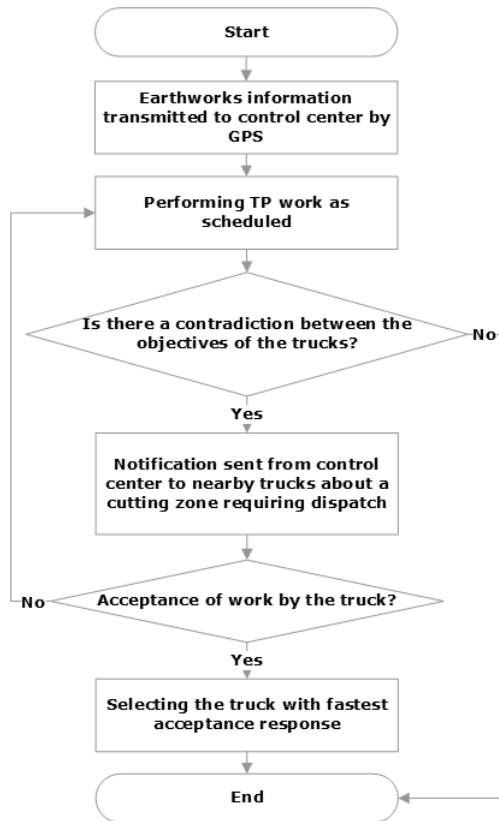 Start
Earthworks information
transmitted to control center by
GPS
Performing TP work as
scheduled
Is there a contradiction between the
objectives of the trucks?
No
Yes
Notification sent from control
center to nearby trucks about a
cutting zone requiring dispatch
Acceptance of work by the truck?
No
Yes
Selecting the truck with fastest
acceptance response
End